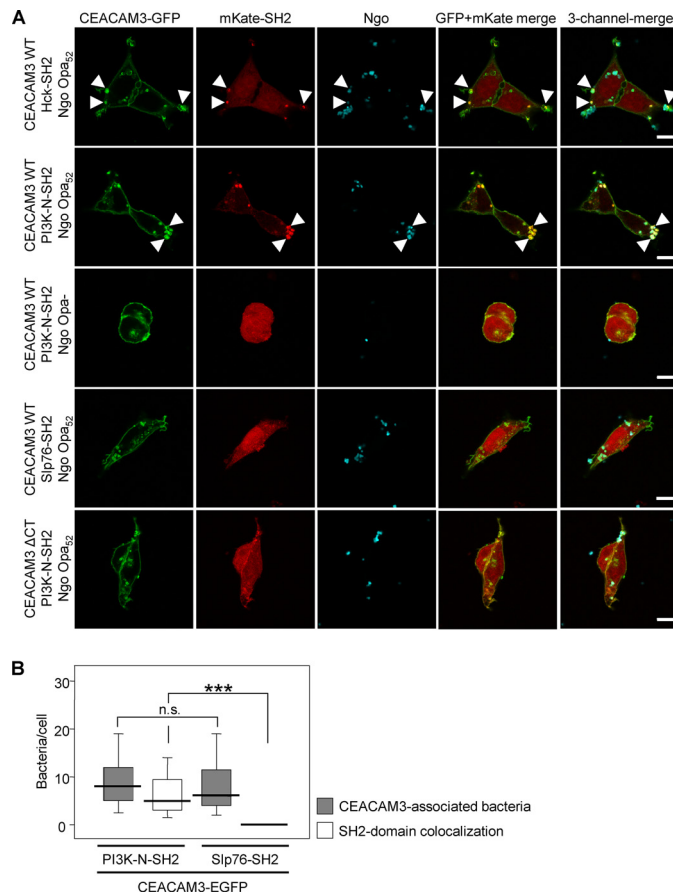 A
CEACAM3-GFP mKate-SH2 Ngo GFP+mKate merge 3-channel-merge
CEACAM3 WT
Hck-SH2
Ngo Opa52
CEACAM3 WT
PI3K-N-SH2
Ngo Opa52
CEACAM3 WT
PI3K-N-SH2
Ngo Opa-
CEACAM3 WT
Slp76-SH2
Ngo Opa52
CEACAM3 ΔCT
PI3K-N-SH2
Ngo Opa52
B
Bacteria/cell
30
20
10
0
***
n.s.
PI3K-N-SH2 Slp76-SH2
CEACAM3-EGFP
CEACAM3-associated bacteria
SH2-domain colocalization